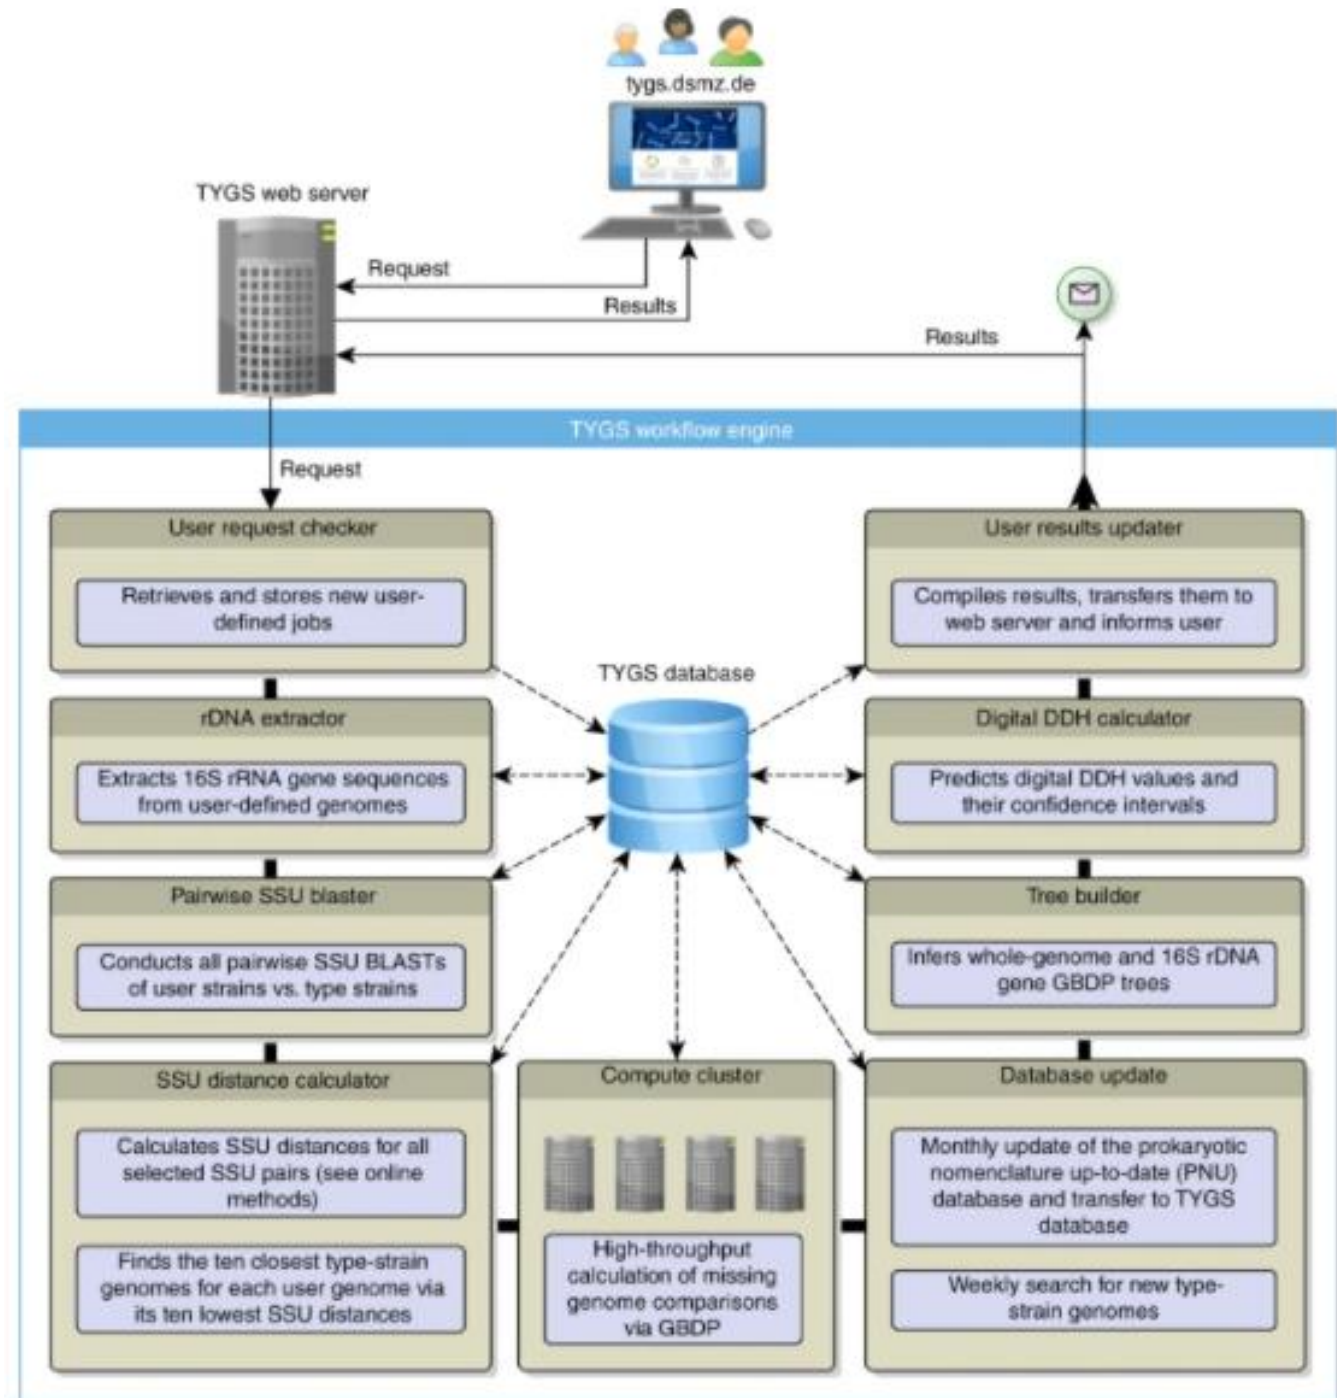 tygs.dsmz.de
TYGS web server
Request
Results
Results
TYGS workflow engine
Request
User request checker
Retrieves and stores new user-
defined jobs
User results updater
Compiles results, transfers them to
web server and informs user
TYGS database
rDNA extractor
Extracts 16S rRNA gene sequences
from user-defined genomes
Digital DDH calculator
Predicts digital DDH values and
their confidence intervals
Pairwise SSU blaster
Conducts all pairwise SSU BLASTs
of user strains vs. type strains
Tree builder
Infers whole-genome and 16S rDNA
gene GBDP trees
SSU distance calculator
Calculates SSU distances for all
selected SSU pairs (see online
methods)
Finds the ten closest type-strain
genomes for each user genome via
its ten lowest SSU distances
Compute cluster
High-throughput
calculation of missing
genome comparisons
via GBDP
Database update
Monthly update of the prokaryotic
nomenclature up-to-date (PNU)
database and transfer to TYGS
database
Weekly search for new type-
strain genomes